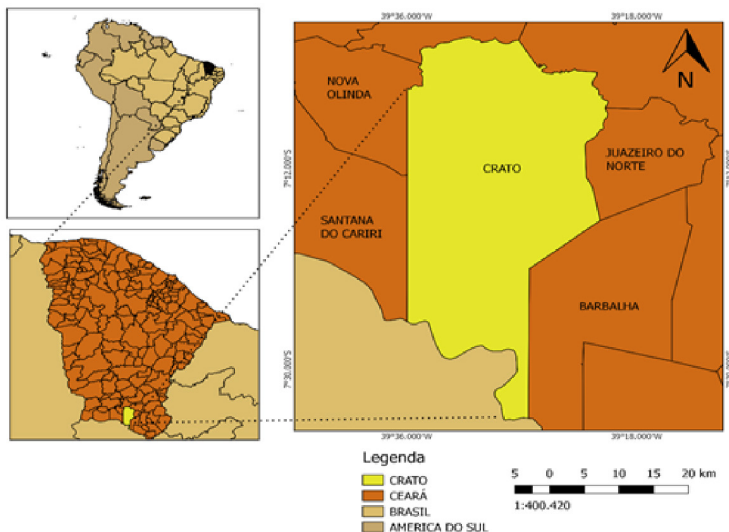 39°36.000'W
39°18.000'W
N
NOVA
OLINDA
JUAZEIRO DO
NORTE
CRATO
7°12.000'S
SANTANA
DO CARIRI
BARBALHA
7°30.000'S
39°36.000'W
39°18.000'W
Legenda
CRATO
CEARÁ
BRASIL
AMERICA DO SUL
5 0 5 10 15 20 km
1:400.420